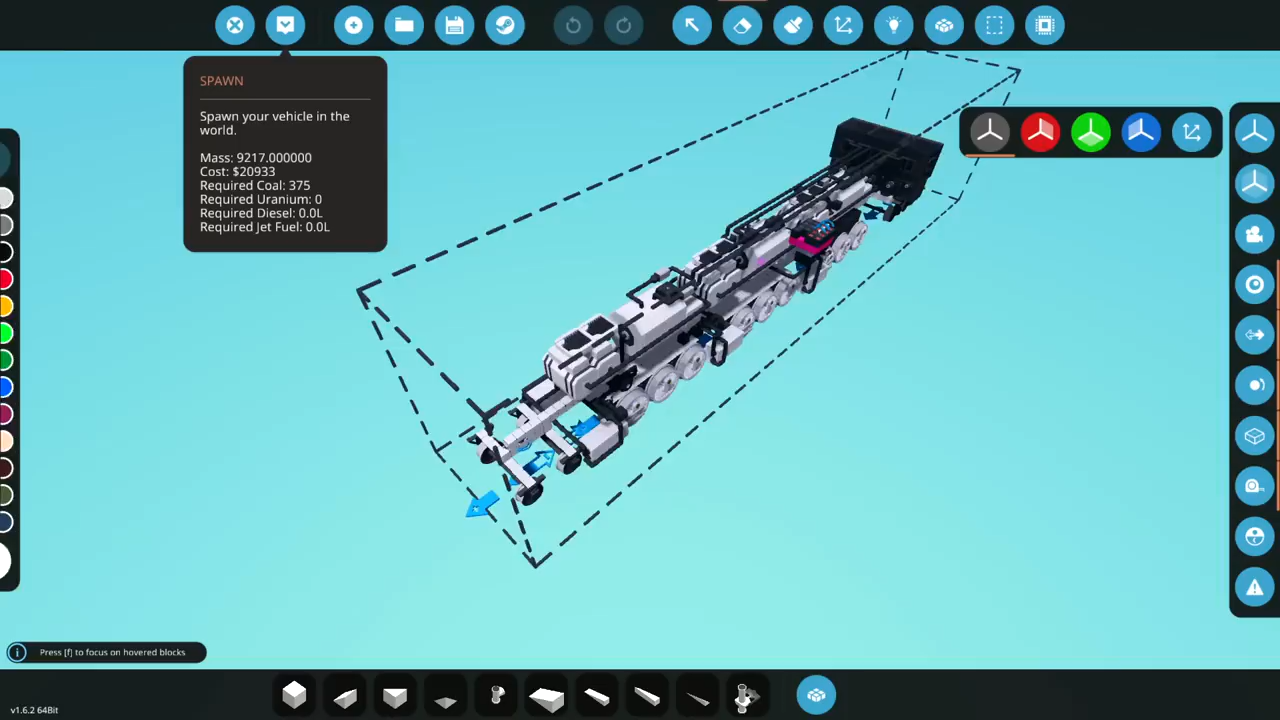 SPAWN
Spawn your vehicle in the
world.
Mass: 9217.000000
Cost: $20933
Required Coal: 375
Required Uranium: 0
Required Diesel: 0.0L
Required Jet Fuel: 0.0L
Press [f] to focus on hovered blocks
v1.6.2 64Bit